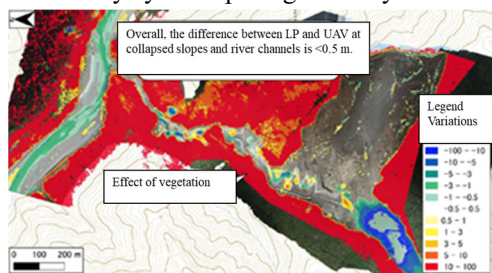 Overall, the difference between LP and UAV at
collapsed slopes and river channels is <0.5 m.
Legend
Variations
Effect of vegetation
-100 -- -10
-10 -- -5
-5 -- -3
-3 -- -1
-1 -- -0.5
-0.5 -- 0.5
0.5 -- 1
1 -- 3
3 -- 5
5 -- 10
10 -- 100
0 100 200 m